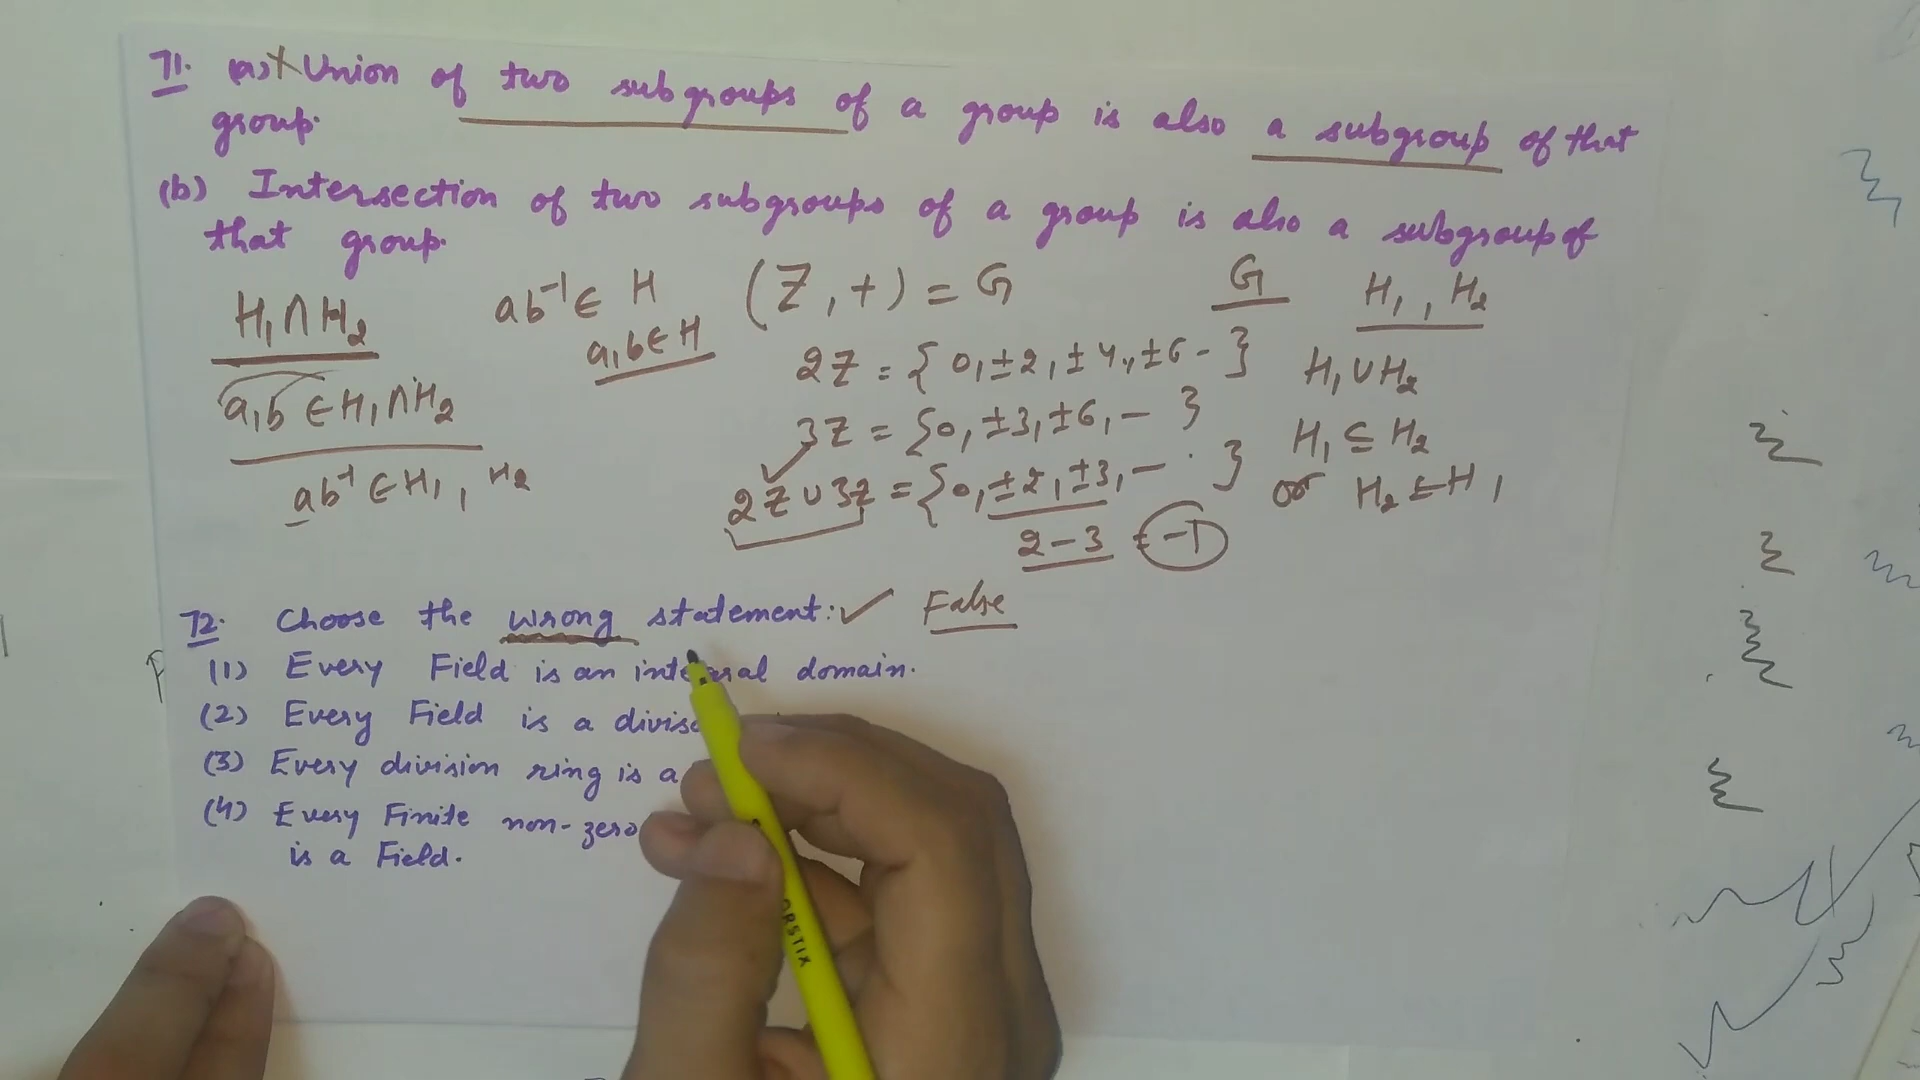 71. (a) Union of two subgroups of a group is also a subgroup of that
group.
(b) Intersection of two subgroups of a group is also a subgroup of
that group.
H₁∩H₂
ab⁻¹ ∈ H
a,b ∈ H
(Z,+) = G
G
H₁, H₂
2Z = {0, ±2, ±4, ±6 - }
H₁∪H₂
a,b ∈ H₁∩H₂
3Z = {0, ±3, ±6, - }
H₁ ⊆ H₂
ab⁻¹ ∈ H₁, H₂
2Z ∪ 3Z = {0, ±2, ±3, - · }
or H₂ ⊆ H₁
2-3 = -1
72. Choose the wrong statement: ✓ False
(1) Every Field is an integral domain.
(2) Every Field is a
(3) Every division ring is a
(4) Every Finite non-zero
is a Field.
ORSTIX